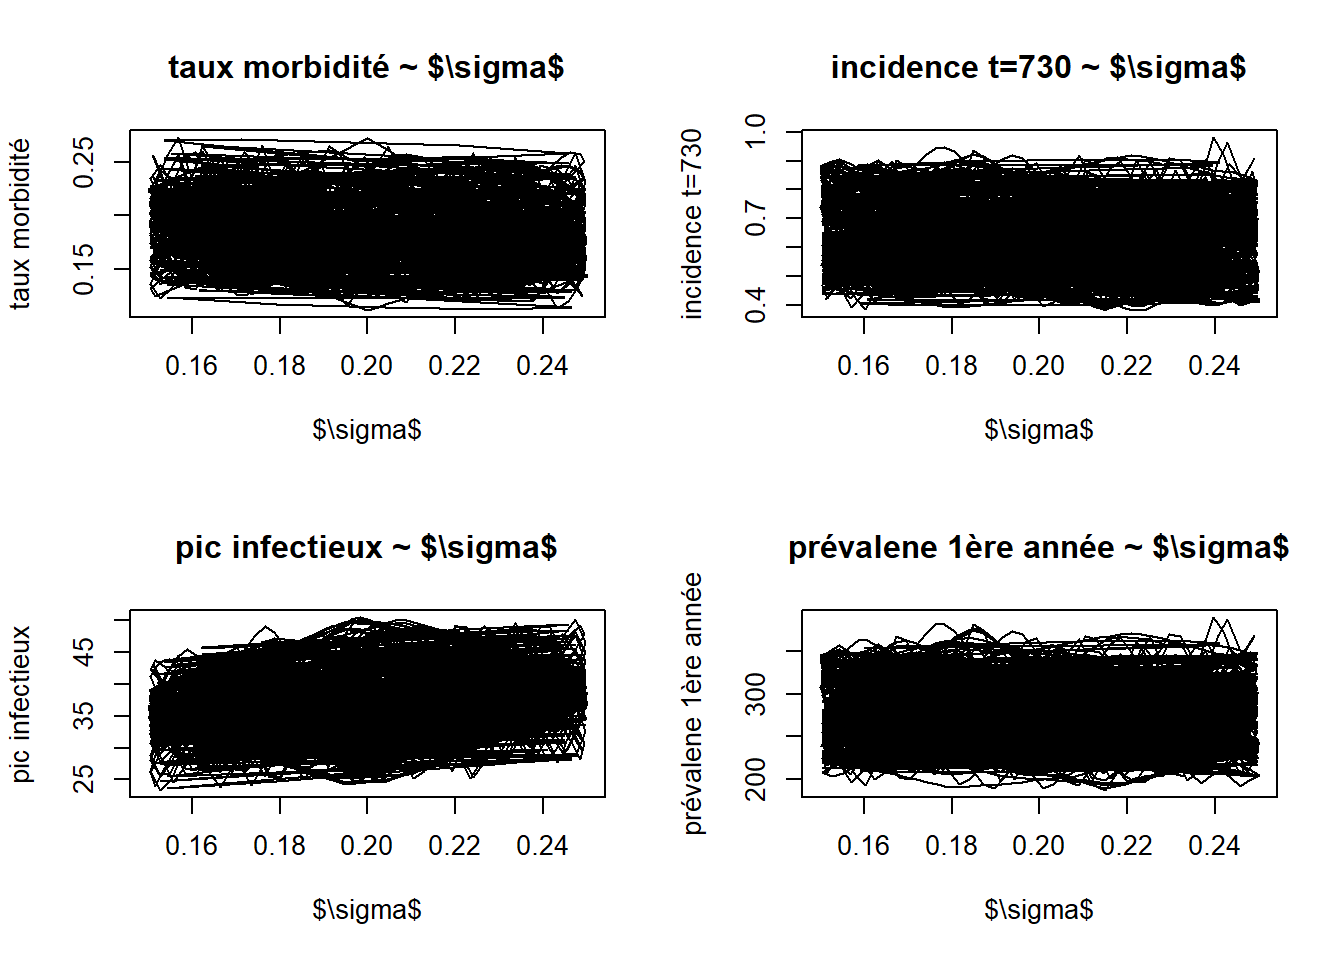 taux morbidité ~ $\sigma$
taux morbidité
0.15 0.25
0.16 0.18 0.20 0.22 0.24
$\sigma$
incidence t=730 ~ $\sigma$
incidence t=730
0.4 0.7 1.0
0.16 0.18 0.20 0.22 0.24
$\sigma$
pic infectieux ~ $\sigma$
pic infectieux
25 35 45
0.16 0.18 0.20 0.22 0.24
$\sigma$
prévalene 1ère année ~ $\sigma$
prévalene 1ère année
200 300
0.16 0.18 0.20 0.22 0.24
$\sigma$